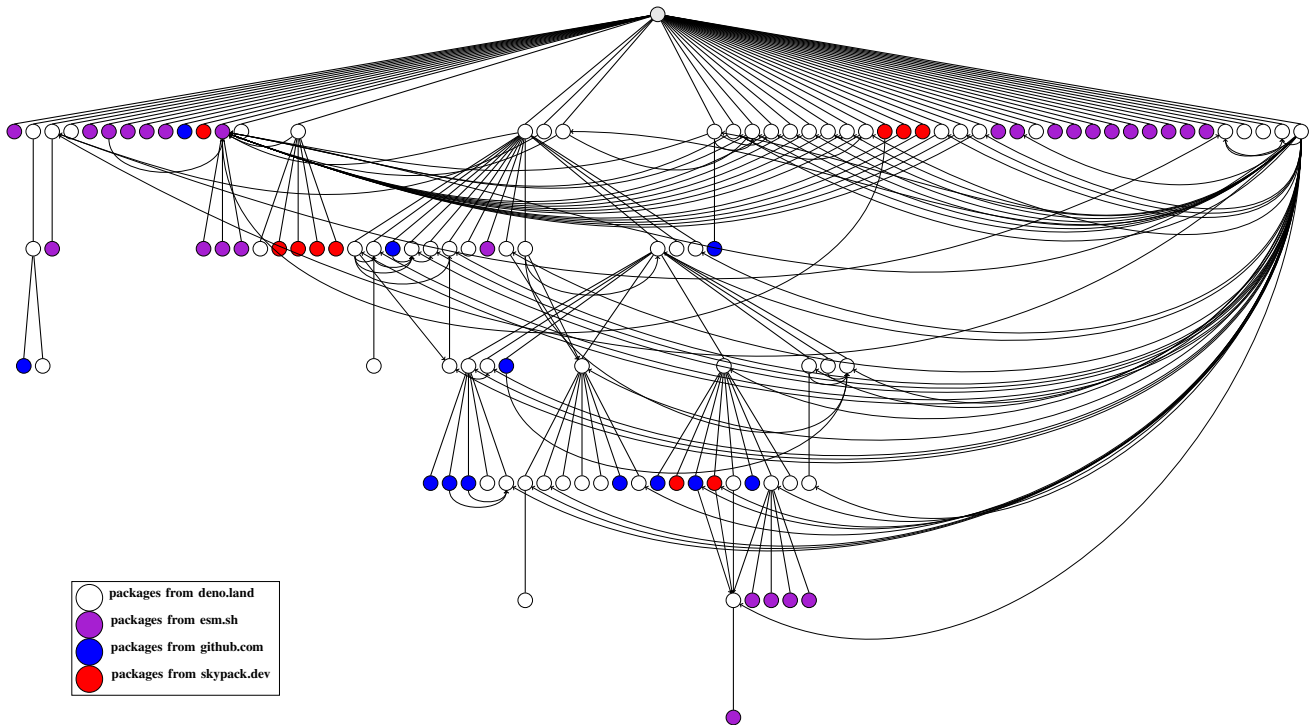 packages from deno.land
packages from esm.sh
packages from github.com
packages from skypack.dev